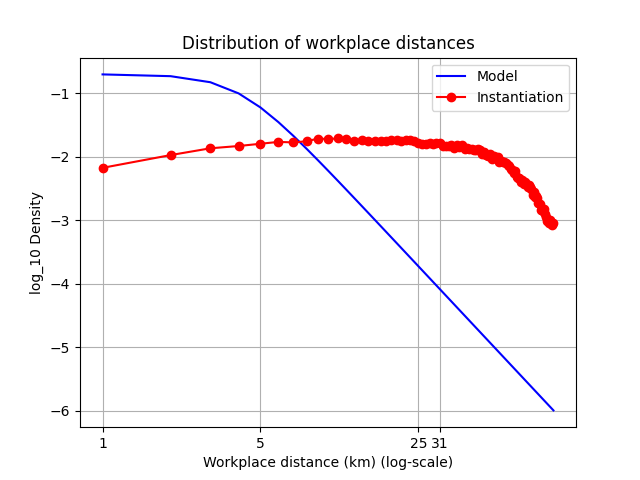 Distribution of workplace distances
Model
Instantiation
log_10 Density
−1
−2
−3
−4
−5
−6
1 5 25 31
Workplace distance (km) (log-scale)